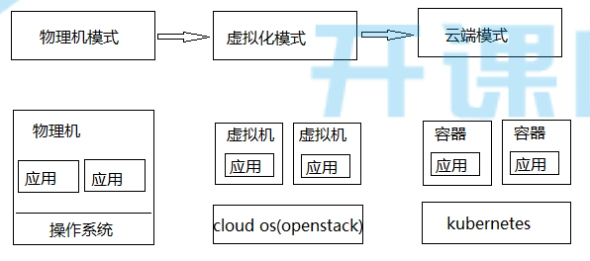 物理机模式
虚拟化模式
云端模式
开课
物理机
应用
应用
操作系统
虚拟机
应用
虚拟机
应用
cloud os(openstack)
容器
应用
容器
应用
kubernetes